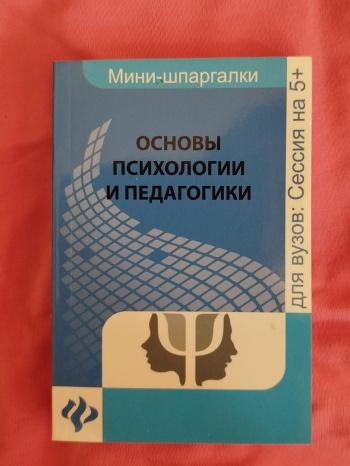 Мини-шпаргалки
ОСНОВЫ
ПСИХОЛОГИИ
И ПЕДАГОГИКИ
для вузов: Сессия на 5+